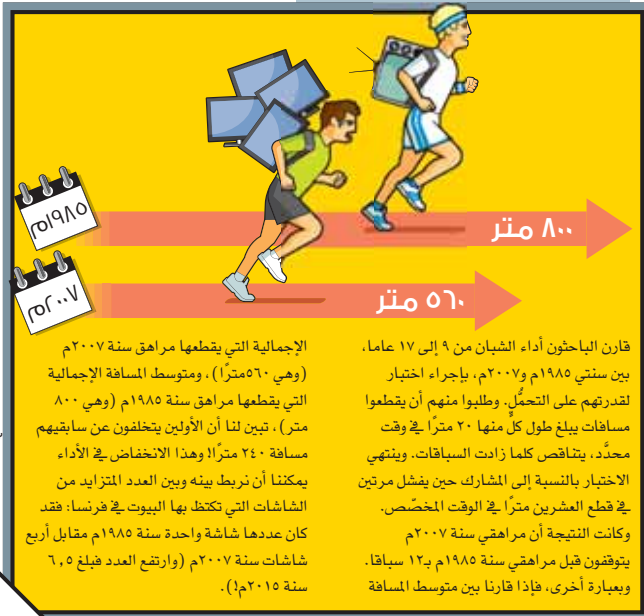 ١٩٨٥م
٨٠٠ متر
٢٠٠٧م
٥٦٠ متر
قارن الباحثون أداء الشبان من ٩ إلى ١٧ عاما،
بين سنتي ١٩٨٥م و٢٠٠٧م، بإجراء اختبار
لقدرتهم على التحمُّل. وطلبوا منهم أن يقطعوا
مسافات يبلغ طول كلٍّ منها ٢٠ مترًا في وقت
محدَّد، يتناقص كلما زادت السباقات. وينتهي
الاختبار بالنسبة إلى المشارك حين يفشل مرتين
في قطع العشرين مترًا في الوقت المخصّص.
وكانت النتيجة أن مراهقي سنة ٢٠٠٧م
يتوقفون قبل مراهقي سنة ١٩٨٥م بـ١٢ سباقا.
وبعبارة أخرى، فإذا قارنا بين متوسط المسافة
الإجمالية التي يقطعها مراهق سنة ٢٠٠٧م
(وهي ٥٦٠مترًا)، ومتوسط المسافة الإجمالية
التي يقطعها مراهق سنة ١٩٨٥م (وهي ٨٠٠
متر)، تبين لنا أن الأولين يتخلفون عن سابقيهم
مسافة ٢٤٠ مترًا! وهذا الانخفاض في الأداء
يمكننا أن نربط بينه وبين العدد المتزايد من
الشاشات التي تكتظ بها البيوت في فرنسا: فقد
كان عددها شاشة واحدة سنة ١٩٨٥م مقابل أربع
شاشات سنة ٢٠٠٧م (وارتفع العدد فبلغ ٦,٥
سنة ٢٠١٥م!).